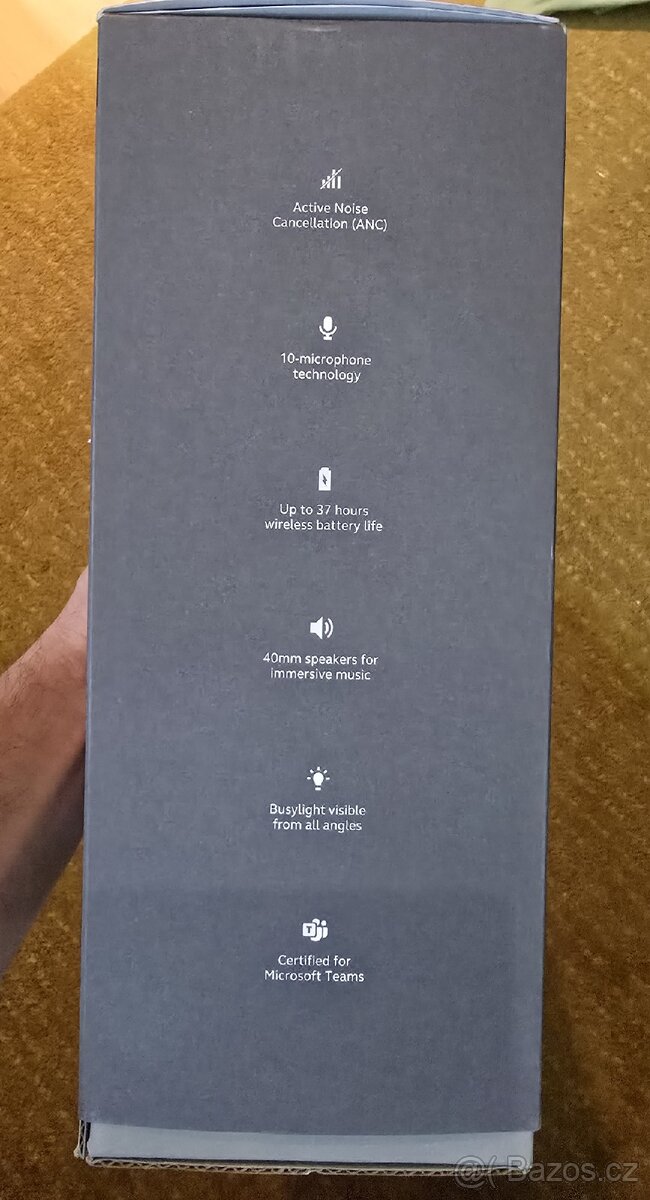 Active Noise
Cancellation (ANC)
10-microphone
technology
Up to 37 hours
wireless battery life
40mm speakers for
immersive music
Busylight visible
from all angles
T
Certified for
Microsoft Teams
Bazos.cz